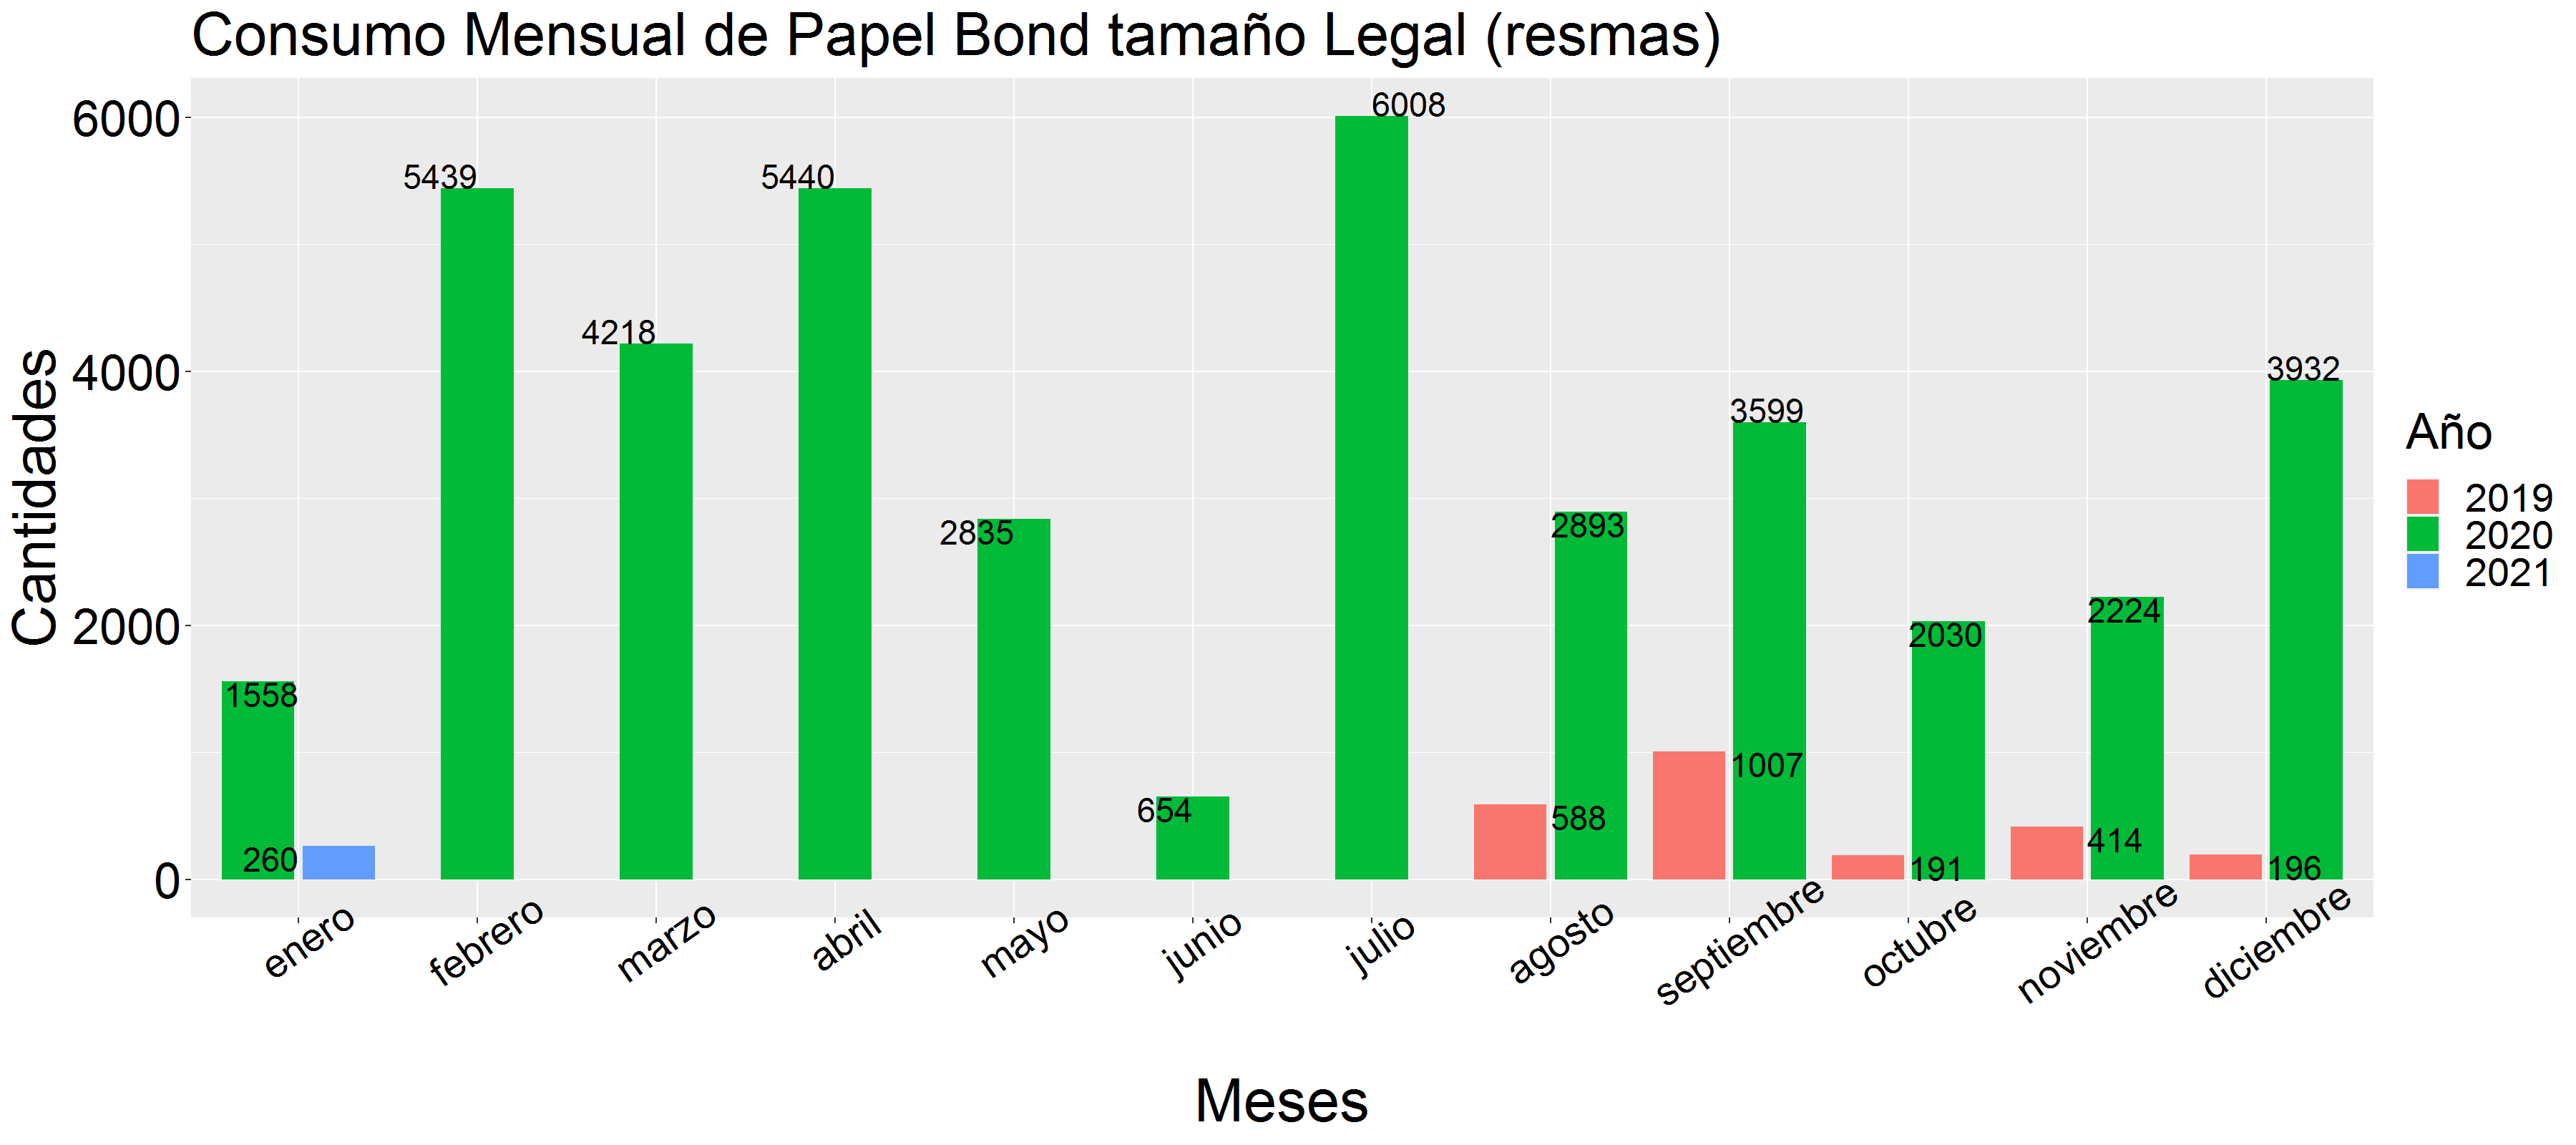 Consumo Mensual de Papel Bond tamaño Legal (resmas)
Cantidades
6000
4000
2000
0
1558
260
5439
4218
5440
2835
654
6008
588
2893
1007
3599
191
2030
414
2224
196
3932
enero
febrero
marzo
abril
mayo
junio
julio
agosto
septiembre
octubre
noviembre
diciembre
Meses
Año
2019
2020
2021